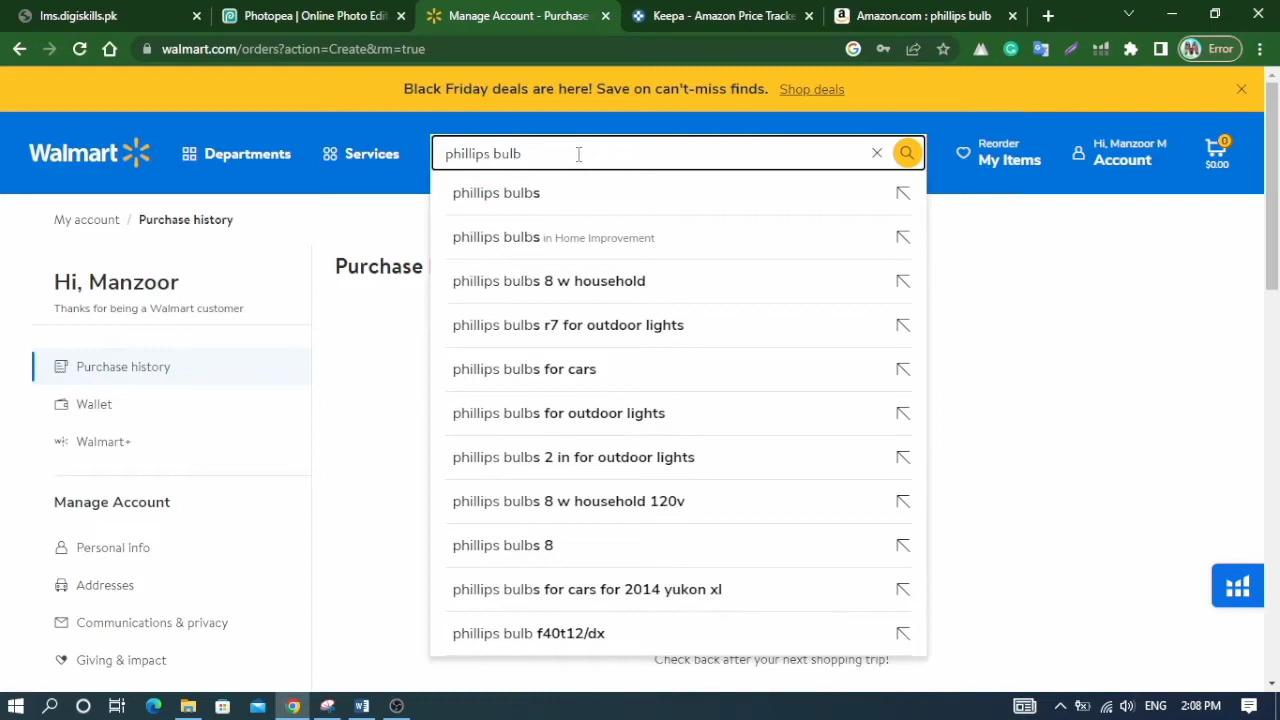 lms.digiskills.pk
Photopea | Online Photo Edit
Manage Account - Purchase
Keepa - Amazon Price Tracke
Amazon.com : phillips bulb
walmart.com/orders?action=Create&rm=true
Error
Black Friday deals are here! Save on can't-miss finds. Shop deals
Walmart
Departments
Services
phillips bulb
Reorder
My Items
Hi, Manzoor M
Account
0
$0.00
My account / Purchase history
phillips bulbs
phillips bulbs in Home Improvement
phillips bulbs 8 w household
phillips bulbs r7 for outdoor lights
phillips bulbs for cars
phillips bulbs for outdoor lights
phillips bulbs 2 in for outdoor lights
phillips bulbs 8 w household 120v
phillips bulbs 8
phillips bulbs for cars for 2014 yukon xl
phillips bulb f40t12/dx
Hi, Manzoor
Thanks for being a Walmart customer
Purchase
Purchase history
Wallet
W+ Walmart+
Manage Account
Personal info
Addresses
Communications & privacy
Giving & impact
Check back after your next shopping trip!
ENG
2:08 PM